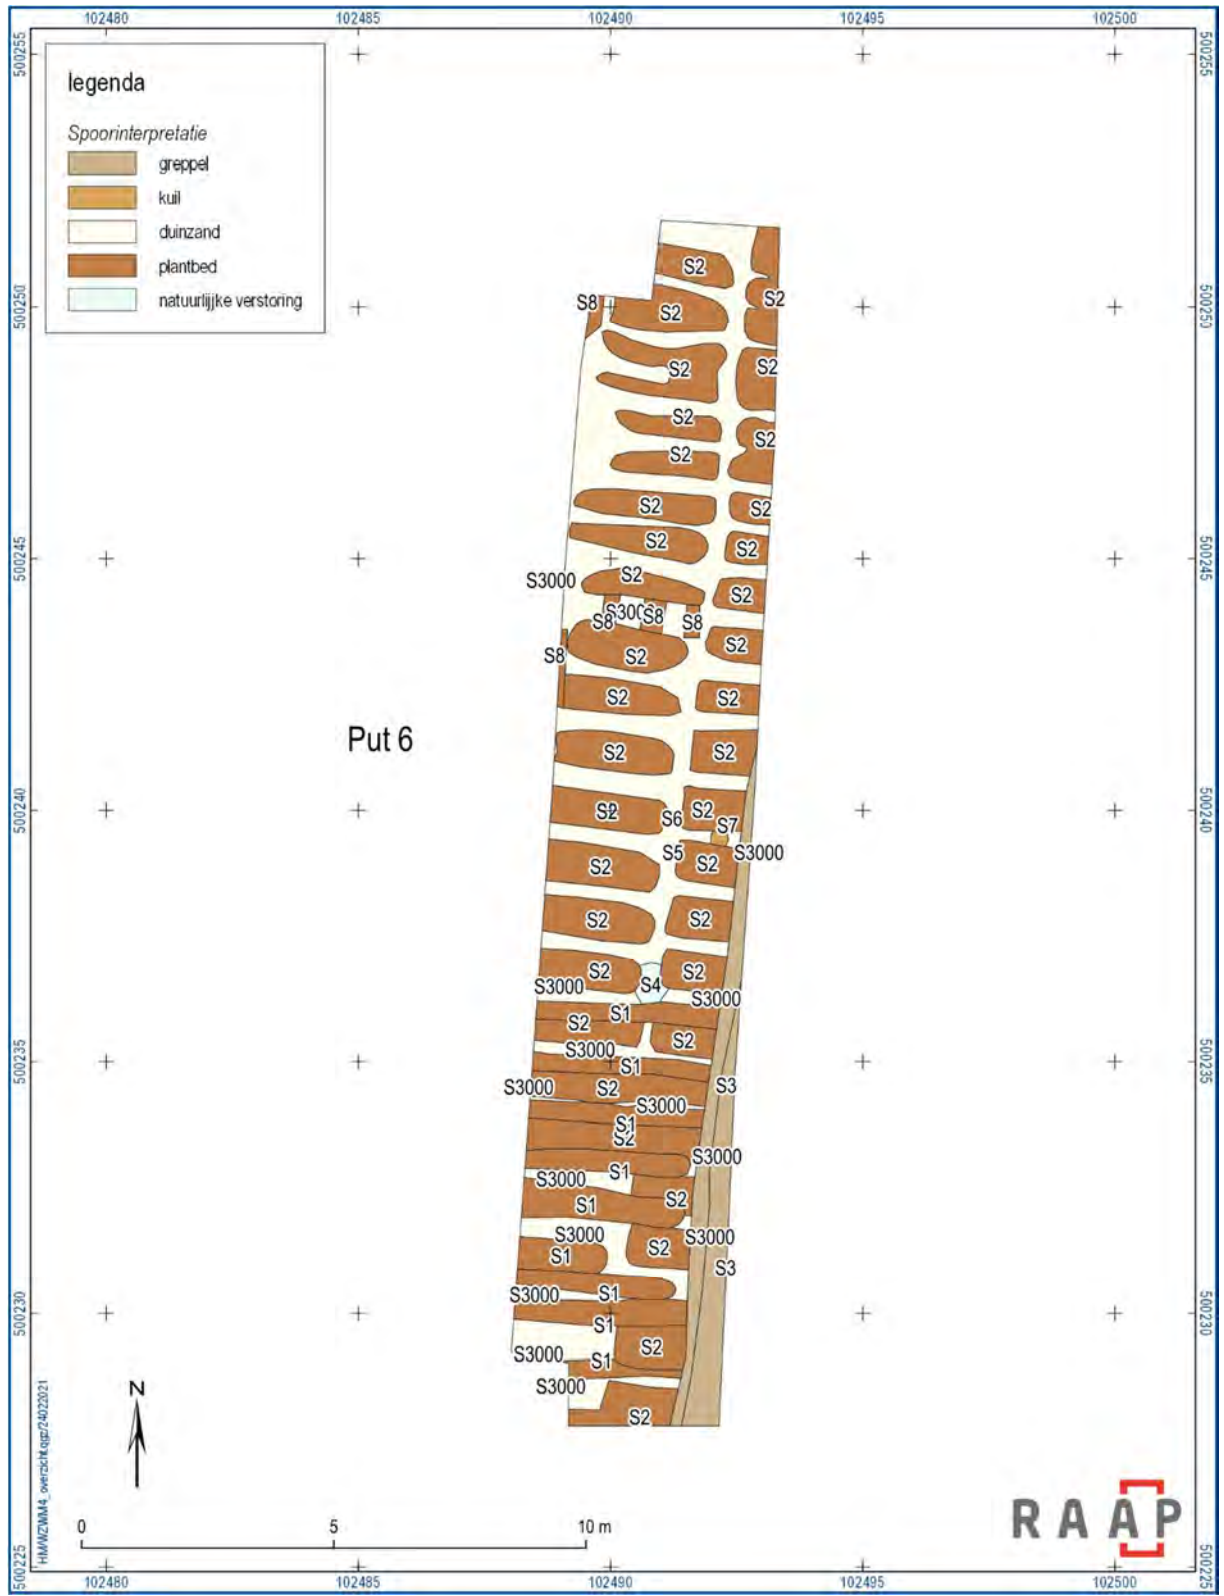 102480 102485 102490 102495 102500
500255 500255
legenda
Spoorinterpretatie
greppel
kuil
duinzand
plantbed
natuurlijke verstoring
S2
S8 S2
500250 S2 500250
S2 S2
S2
S2
S2
S2 S2
S2 S2
500245 500245
S3000 S2 S2
S8 S8 S8
S8 S2 S2
S2 S2
Put 6
S2 S2
500240 S2 S6 S2 500240
S7
S5 S3000
S2 S2
S2 S2
S2 S2
S3000 S4 S3000
S1
S2
S3000 S2
500235 S1 500235
S3000 S2 S3
S3000
S1
S2
S3000
S1
S3000
S2
S1
S3000 S3000
S1 S2
S3
S3000 S1
500230 S1 500230
S2
S3000 S1
S3000
S2
N
0 5 10 m
RAAP
500225 500225
102480 102485 102490 102495 102500